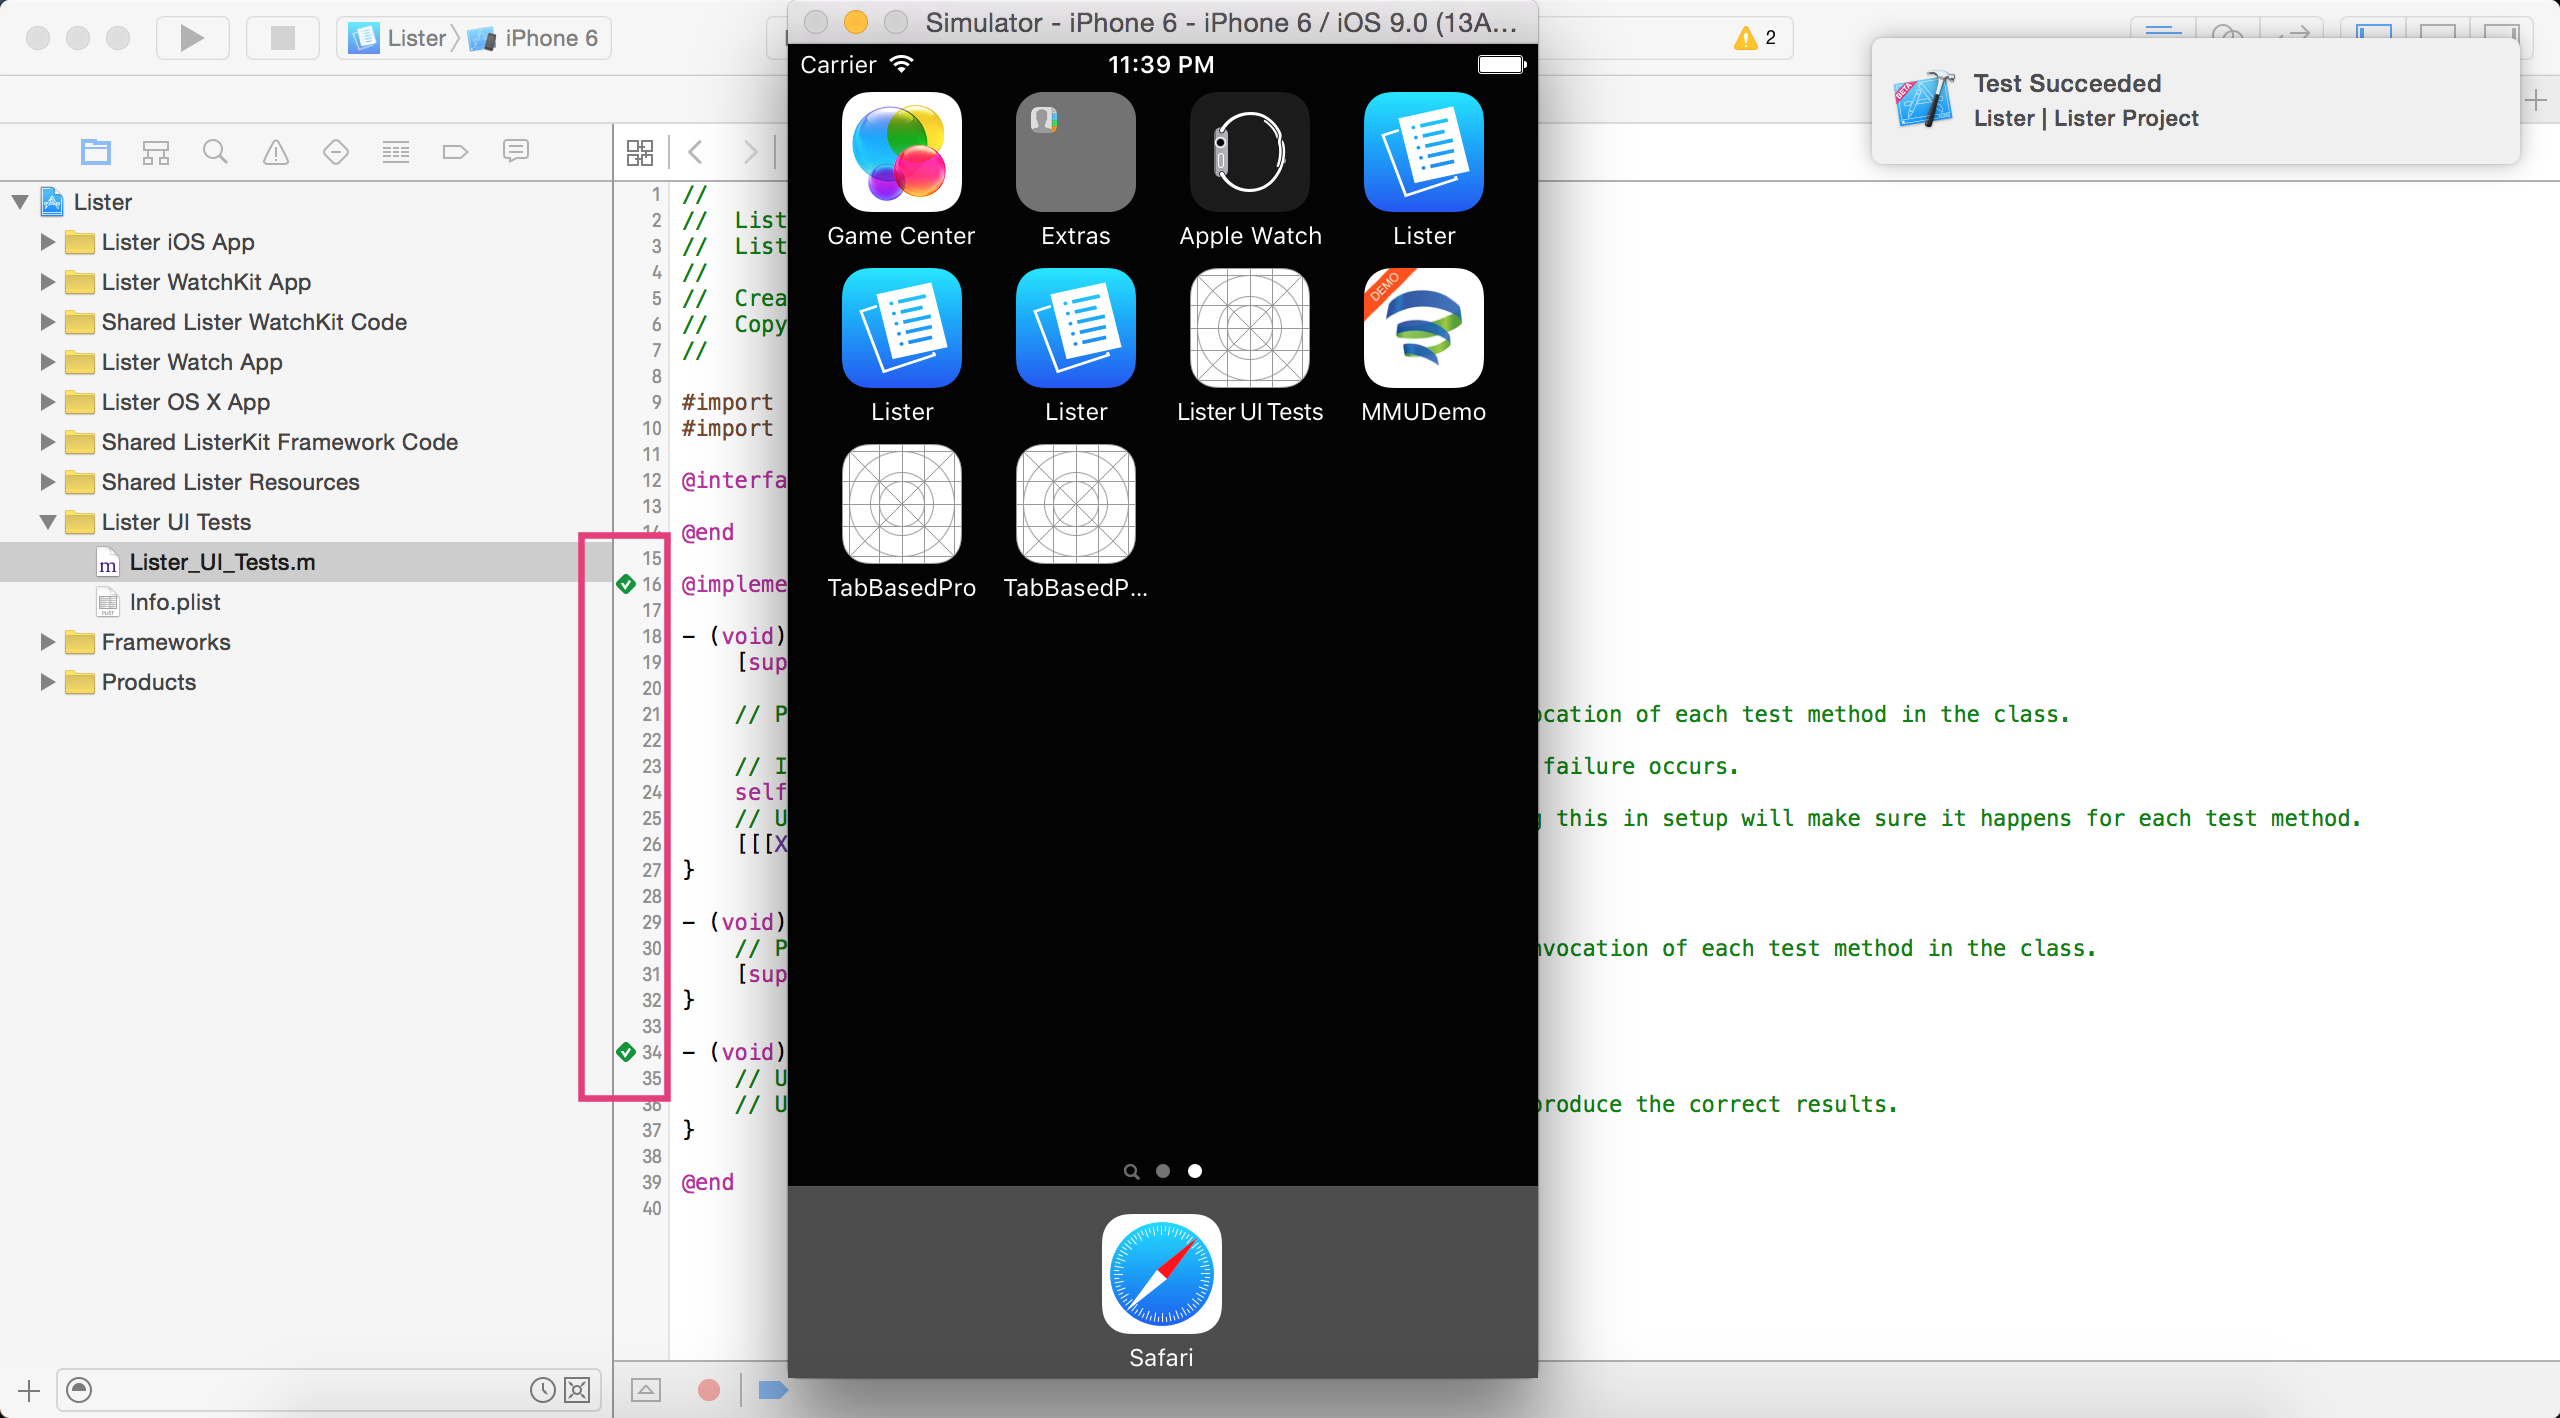 Lister
iPhone 6
Simulator - iPhone 6 - iPhone 6 / iOS 9.0 (13A...
2
Test Succeeded
Lister | Lister Project
BETA
Carrier
11:39 PM
Game Center
Extras
Apple Watch
Lister
Lister
Lister
Lister UI Tests
DEMO
MMUDemo
TabBasedPro
TabBasedP...
Safari
Lister
Lister iOS App
Lister WatchKit App
Shared Lister WatchKit Code
Lister Watch App
Lister OS X App
Shared ListerKit Framework Code
Shared Lister Resources
Lister UI Tests
m
Lister_UI_Tests.m
PLIST
Info.plist
Frameworks
Products
1 //
2 // List
3 // List
4 //
5 // Crea
6 // Copy
7 //
8
9 #import
10 #import
11
12 @interfa
13
14 @end
15
16 @impleme
17
18 - (void)
19 [sup
20
21 // P ocation of each test method in the class.
22
23 // I failure occurs.
24 self
25 // U this in setup will make sure it happens for each test method.
26 [[[X
27 }
28
29 - (void)
30 // P nvocation of each test method in the class.
31 [sup
32 }
33
34 - (void)
35 // U
36 // U produce the correct results.
37 }
38
39 @end
40